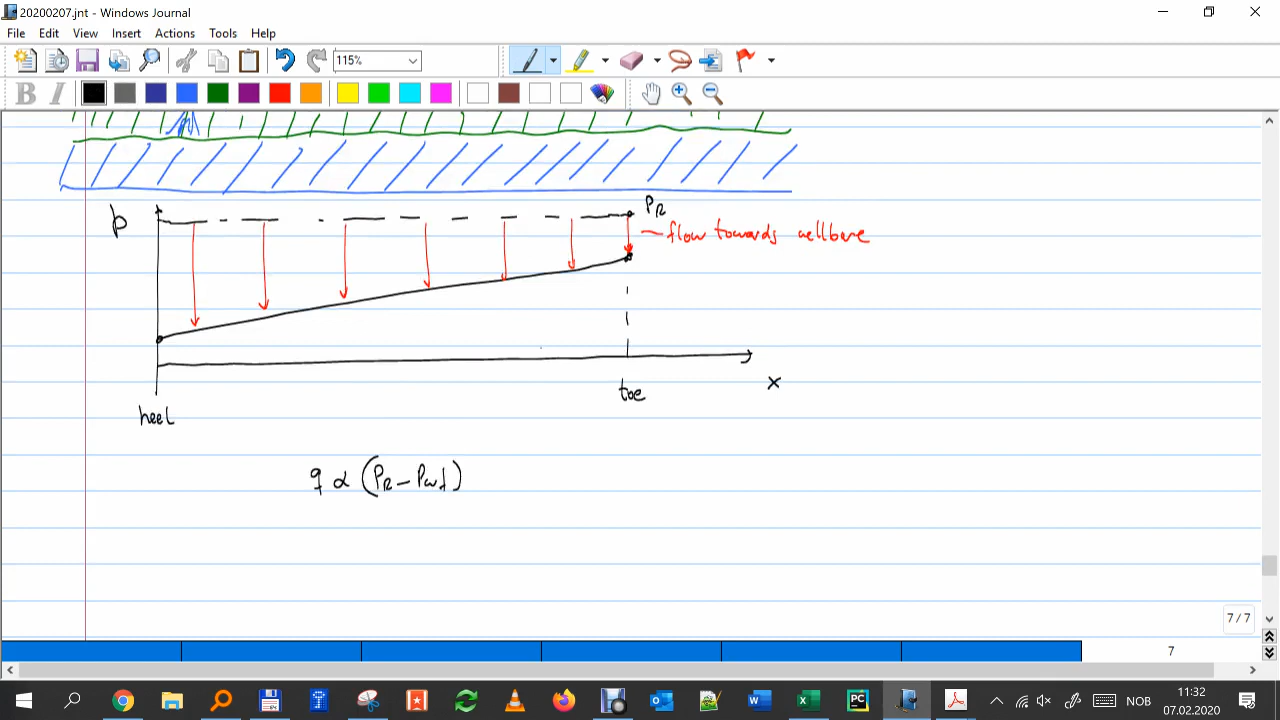 20200207.jnt - Windows Journal
File Edit View Insert Actions Tools Help
115%
B I
p
PR
flow towards wellbore
toe
x
heel
q ∝ (PR - Pwf)
7 / 7
7
NOB
11:32
07.02.2020